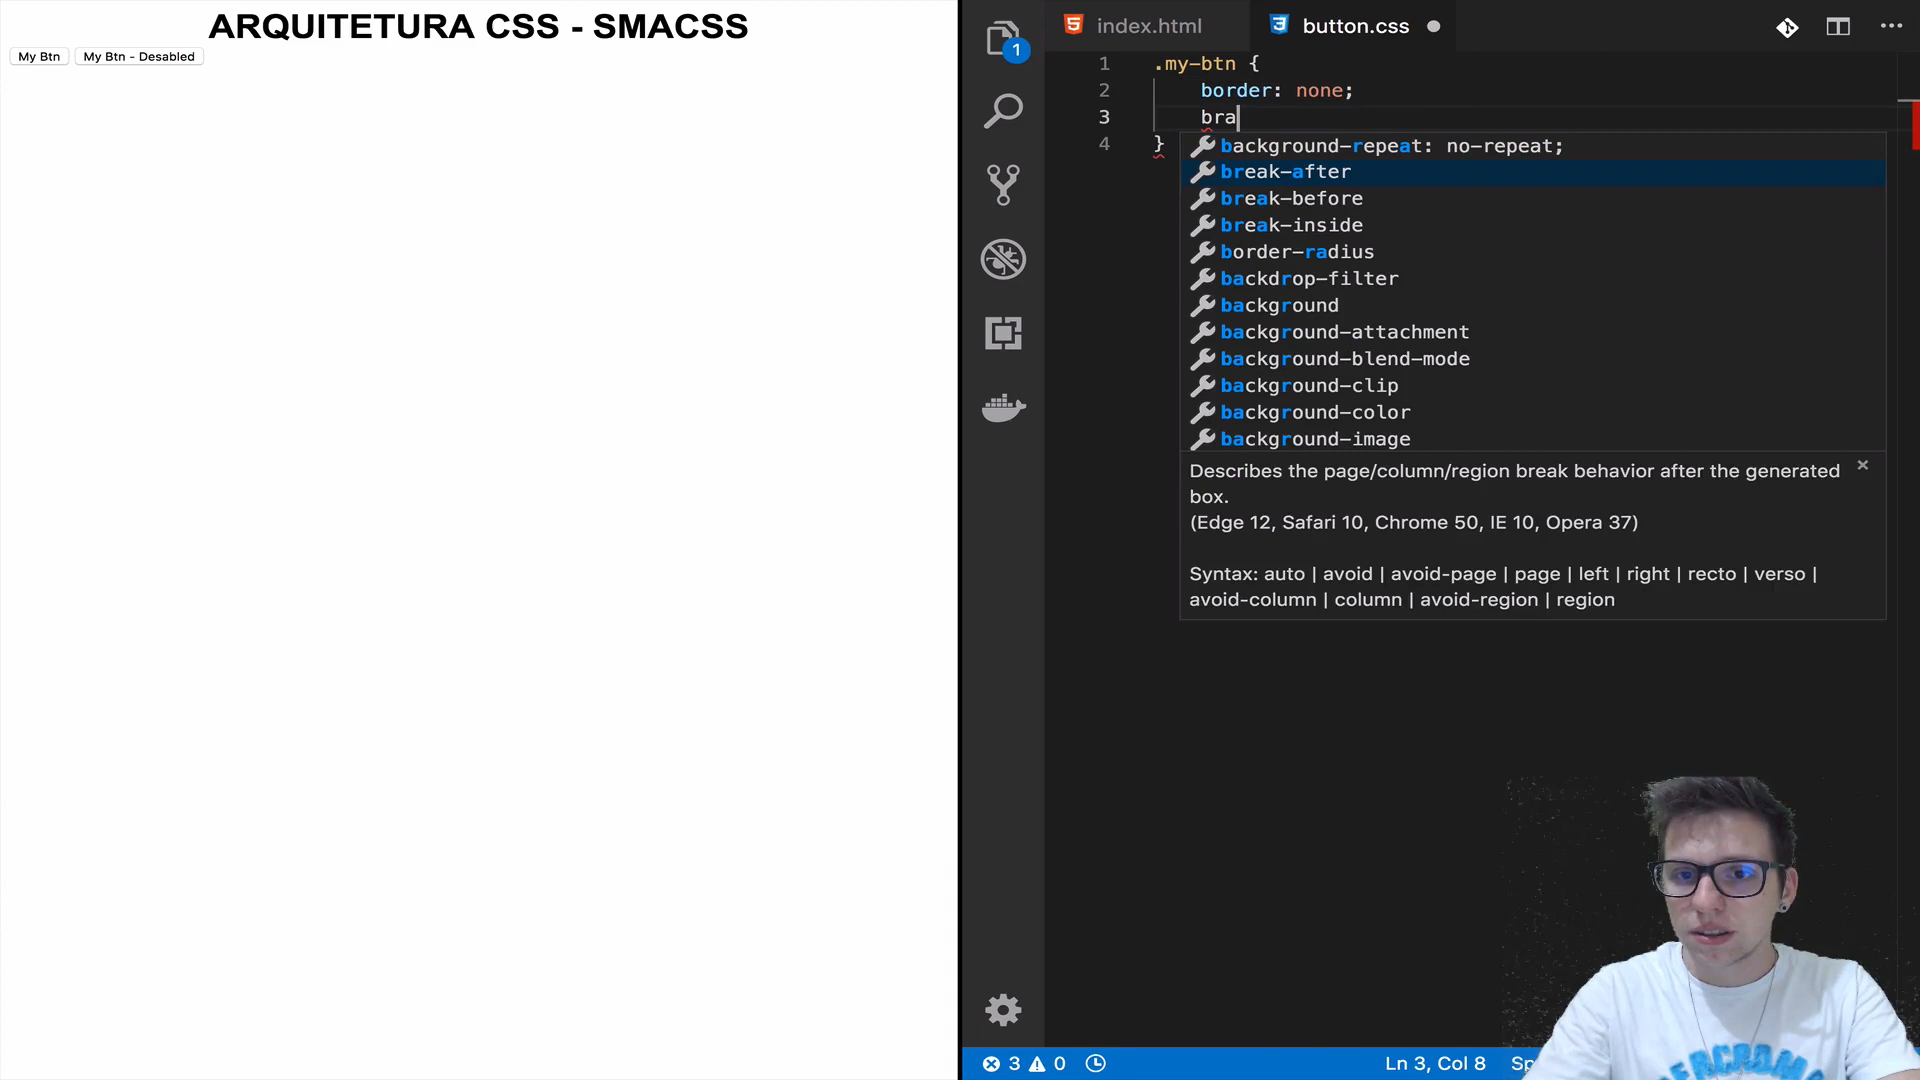 ARQUITETURA CSS - SMACSS
My Btn
My Btn - Desabled
1
index.html
button.css
1 .my-btn {
2 border: none;
3 bra
4 }
background-repeat: no-repeat;
break-after
break-before
break-inside
border-radius
backdrop-filter
background
background-attachment
background-blend-mode
background-clip
background-color
background-image
Describes the page/column/region break behavior after the generated
box.
(Edge 12, Safari 10, Chrome 50, IE 10, Opera 37)
Syntax: auto | avoid | avoid-page | page | left | right | recto | verso |
avoid-column | column | avoid-region | region
3 0
Ln 3, Col 8